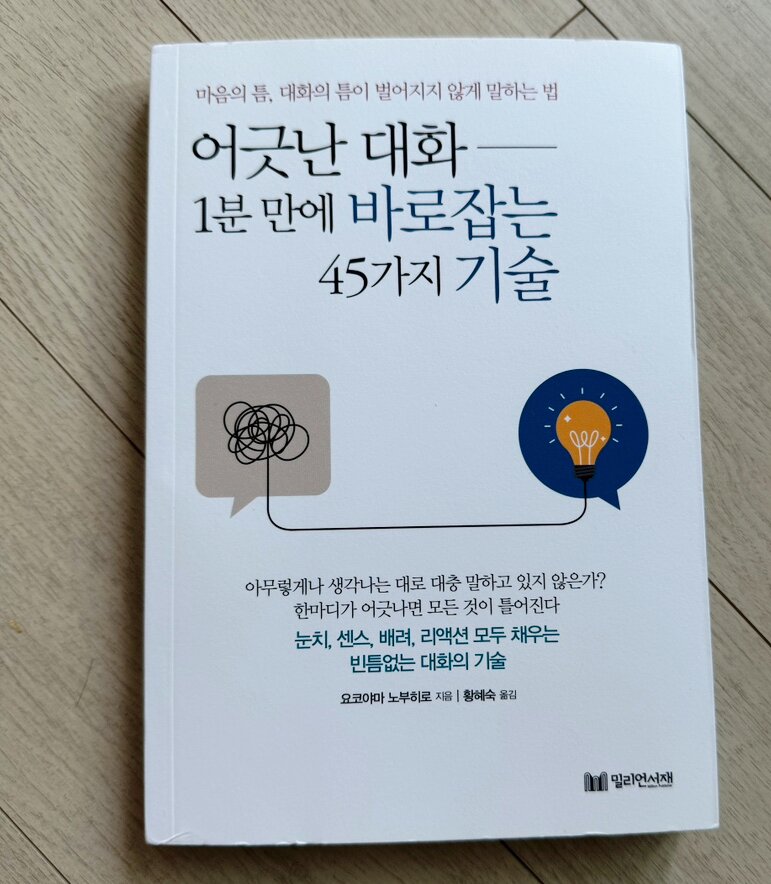 마음의 틈, 대화의 틈이 벌어지지 않게 말하는 법
어긋난 대화
1분 만에 바로잡는
45가지 기술
아무렇게나 생각나는 대로 대충 말하고 있지 않은가?
한마디가 어긋나면 모든 것이 틀어진다
눈치, 센스, 배려, 리액션 모두 채우는
빈틈없는 대화의 기술
요코야마 노부히로 지음 | 황혜숙 옮김
밀리언서재